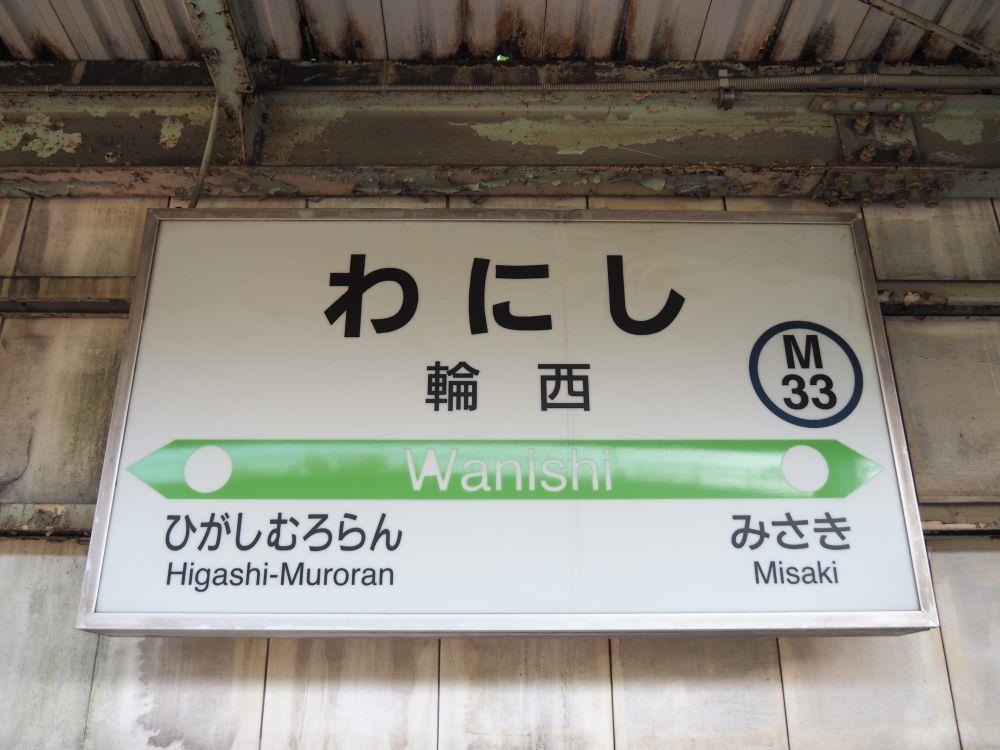 わにし
輪西
M
33
Wanishi
ひがしむろらん
Higashi-Muroran
みさき
Misaki